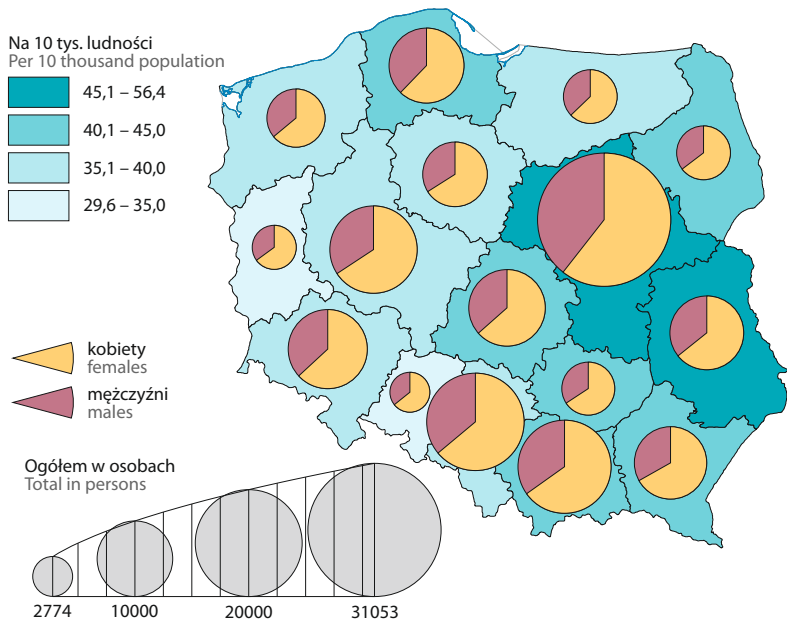 Na 10 tys. ludności
Per 10 thousand population
45,1 – 56,4
40,1 – 45,0
35,1 – 40,0
29,6 – 35,0
kobiety
females
mężczyźni
males
Ogółem w osobach
Total in persons
2774 10000 20000 31053